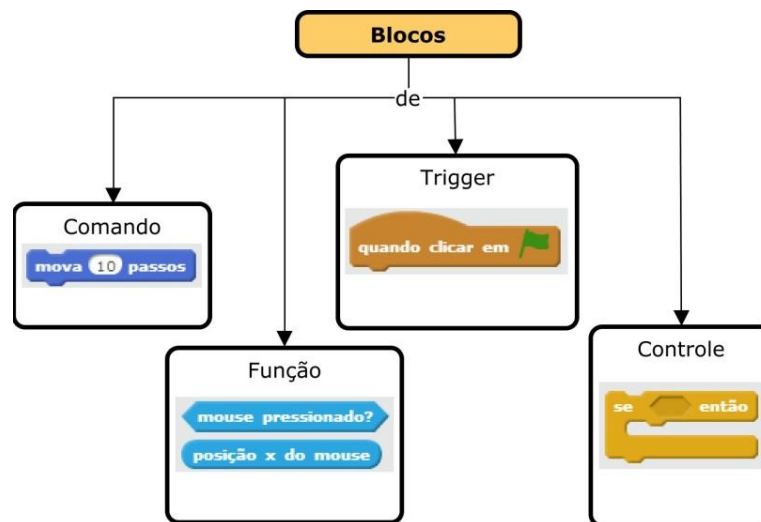 Blocos
de
Comando
mova 10 passos
Função
mouse pressionado?
posição x do mouse
Trigger
quando clicar em
Controle
se então